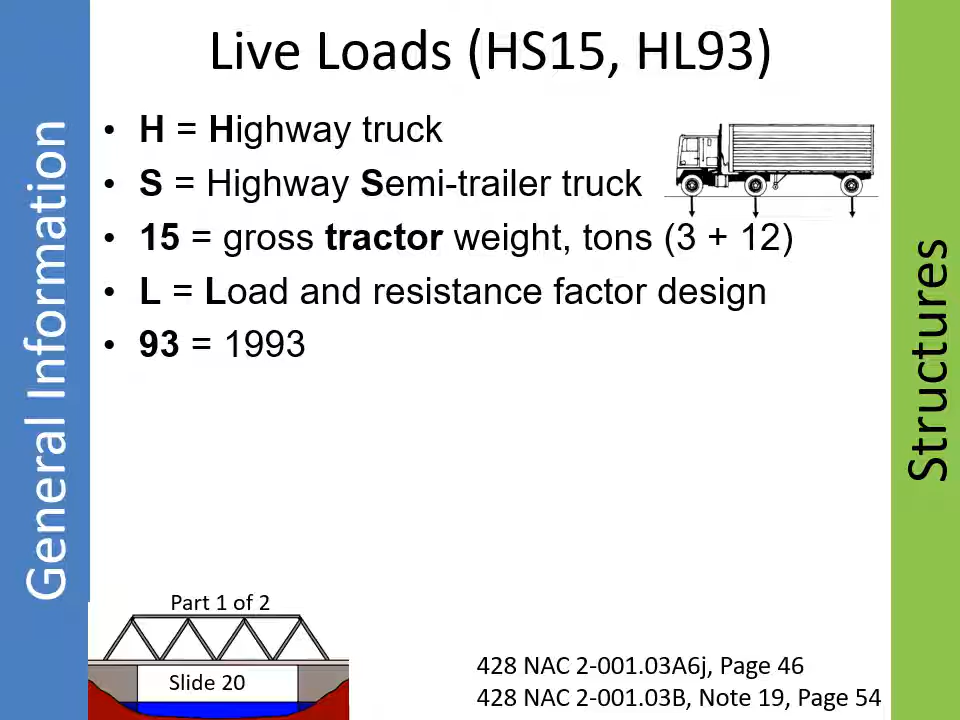 Live Loads (HS15, HL93)
General Information
• H = Highway truck
• S = Highway Semi-trailer truck
• 15 = gross tractor weight, tons (3 + 12)
• L = Load and resistance factor design
• 93 = 1993
Structures
Part 1 of 2
Slide 20
428 NAC 2-001.03A6j, Page 46
428 NAC 2-001.03B, Note 19, Page 54